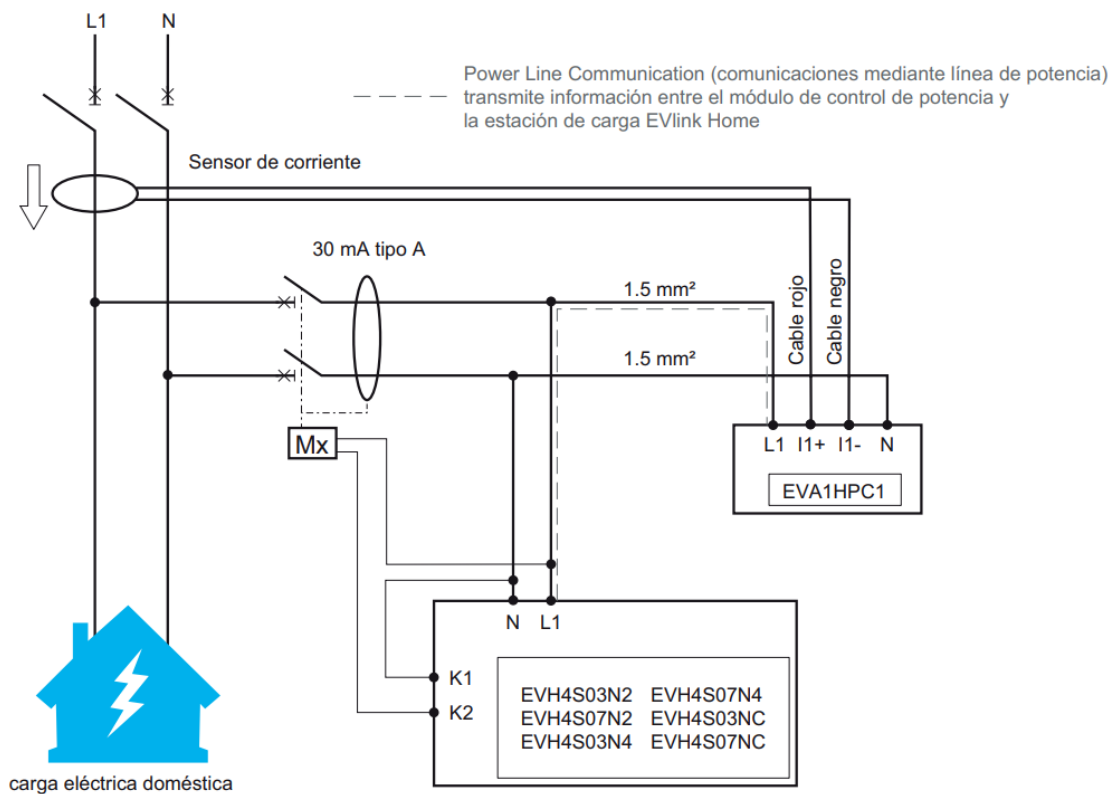 L1 N
Power Line Communication (comunicaciones mediante línea de potencia)
transmite información entre el módulo de control de potencia y
la estación de carga EVlink Home
Sensor de corriente
30 mA tipo A
1.5 mm²
Cable rojo
Cable negro
1.5 mm²
Mx
L1 I1+ I1- N
EVA1HPC1
N L1
K1
K2
EVH4S03N2 EVH4S07N4
EVH4S07N2 EVH4S03NC
EVH4S03N4 EVH4S07NC
carga eléctrica doméstica